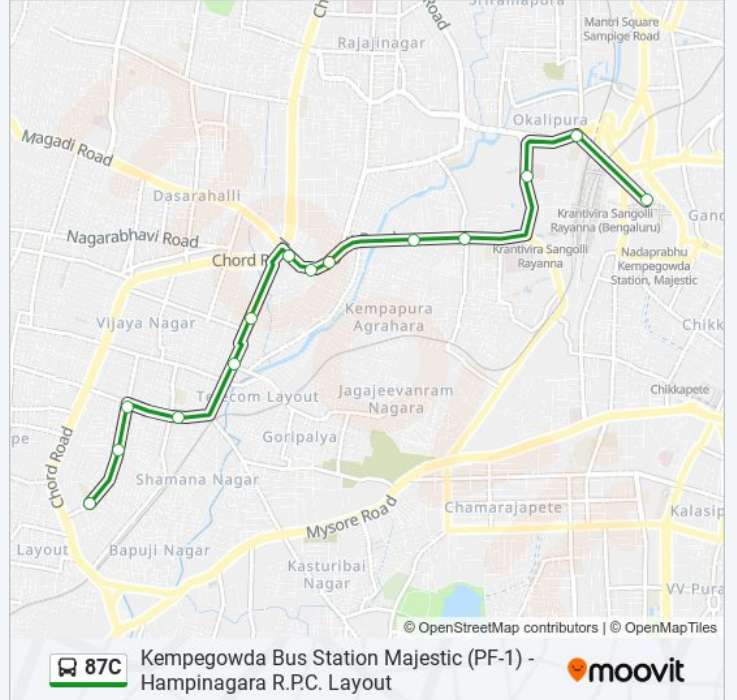 Sriramapura
Mantri Square
Sampige Road
Road
Rajajinagar
Okalipura
Magadi Road
Dasarahalli
Krantivira Sangolli
Rayanna (Bengaluru)
Nagarabhavi Road
Krantivira Sangolli
Rayanna
Nadaprabhu
Kempegowda
Station, Majestic
Chord R
Kempapura
Agrahara
Vijaya Nagar
Chikk
Chikkapete
Jagajeevanram
Nagara
Telecom Layout
Goripalya
Chord Road
Shamana Nagar
Mysore Road
Chamarajapete
Kalasip
Layout
Bapuji Nagar
Kasturibai
Nagar
VV Pura
© OpenStreetMap contributors | © OpenMapTiles
87C
Kempegowda Bus Station Majestic (PF-1) -
Hampinagara R.P.C. Layout
moovit